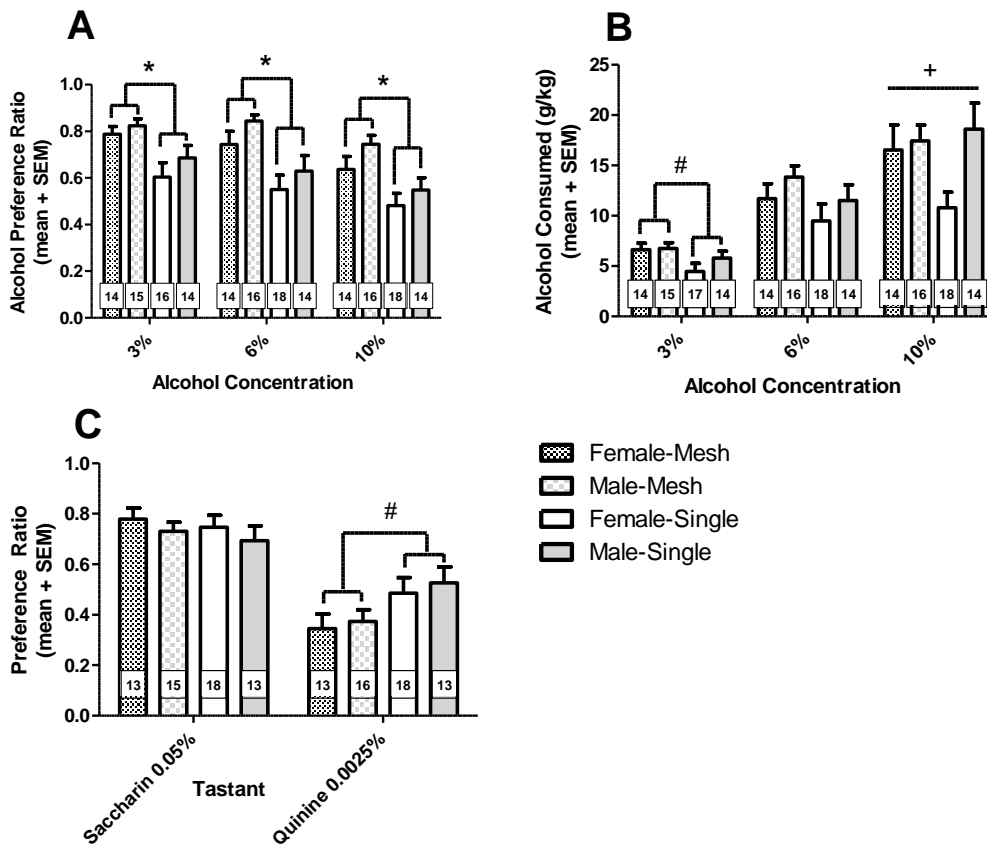 A
Alcohol Preference Ratio
(mean + SEM)
1.0
0.8
0.6
0.4
0.2
0.0
*
*
*
14 15 16 14
14 16 18 14
14 16 18 14
3%
6%
10%
Alcohol Concentration
B
Alcohol Consumed (g/kg)
(mean + SEM)
25
20
15
10
5
0
#
+
14 15 17 14
14 16 18 14
14 16 18 14
3%
6%
10%
Alcohol Concentration
C
Preference Ratio
(mean + SEM)
1.0
0.8
0.6
0.4
0.2
0.0
#
13 15 18 13
13 16 18 13
Saccharin 0.05%
Quinine 0.0025%
Tastant
Female-Mesh
Male-Mesh
Female-Single
Male-Single